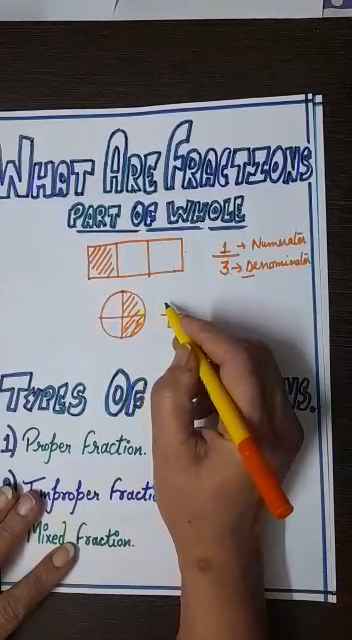 WHAT ARE FRACTIONS
PART OF WHOLE
1 → Numerator
3 → Denominator
TYPES OF
1) Proper Fraction.
Improper Fracti
Mixed Fraction.